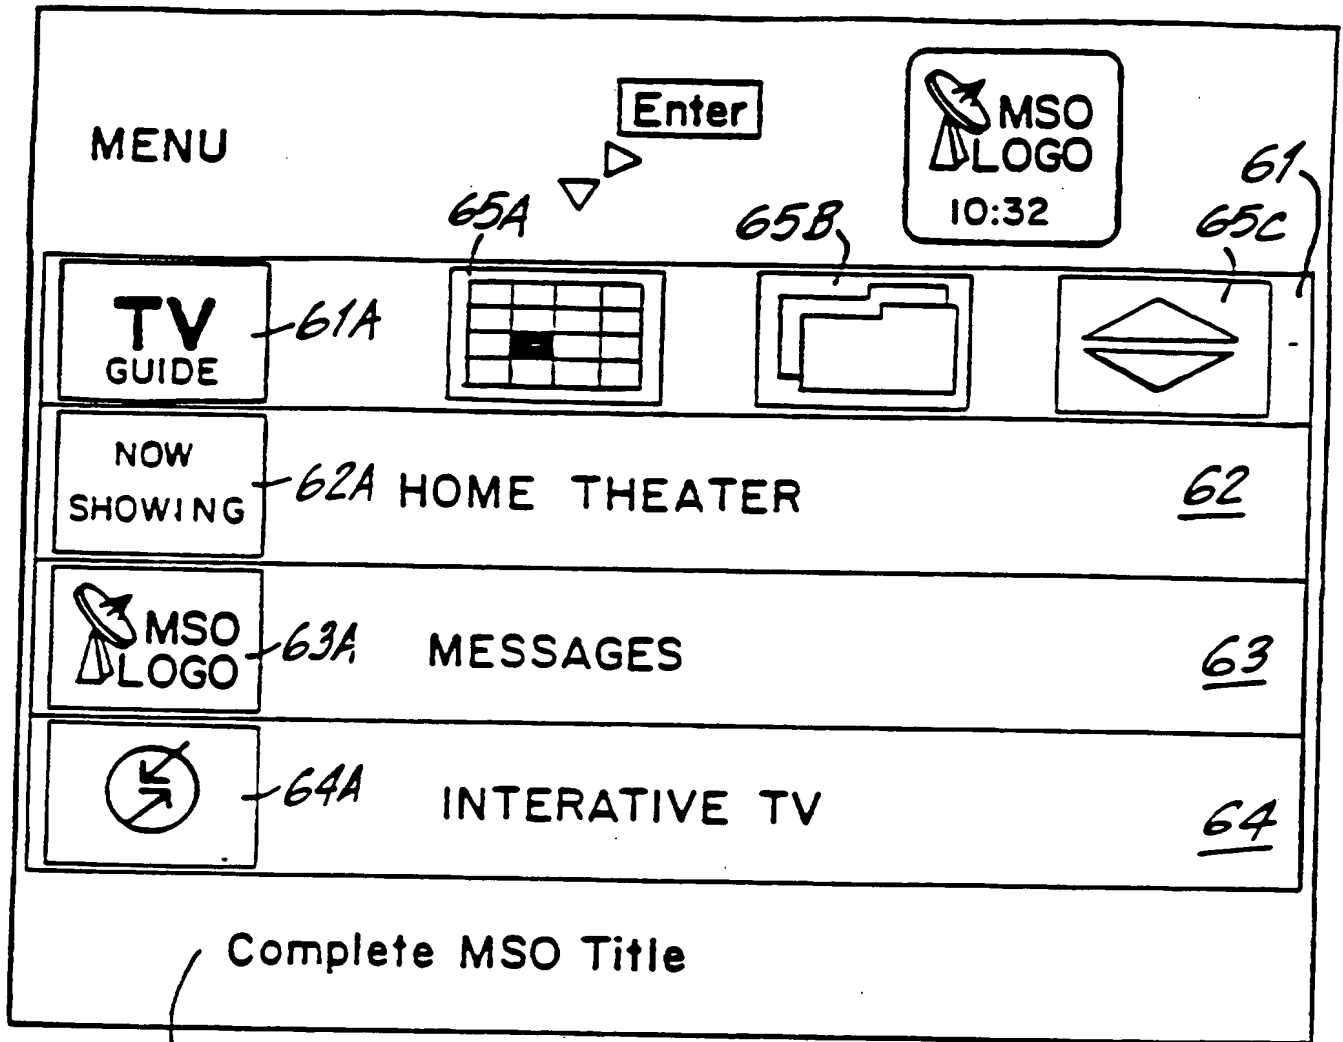 Enter
MSO
LOGO
10:32
MENU
61
65A
65B
65C
TV
GUIDE
61A
NOW
SHOWING
62A
HOME THEATER
62
MSO
LOGO
63A
MESSAGES
63
64A
INTERATIVE TV
64
Complete MSO Title